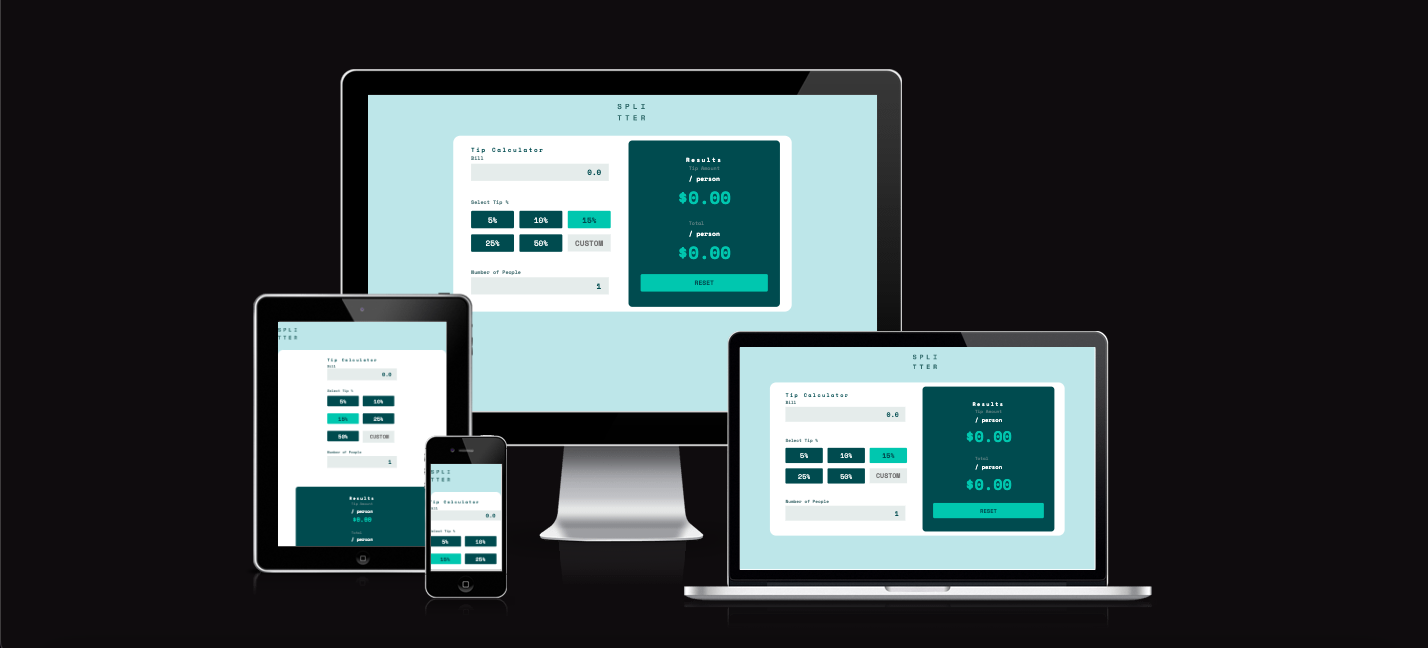 SPLI
TTER
Tip Calculator
Bill
0.0
Select Tip %
5% 10% 15%
25% 50% CUSTOM
Number of People
1
Results
Tip Amount
/ person
$0.00
Total
/ person
$0.00
RESET
SPLI
TTER
Tip Calculator
Bill
0.0
Select Tip %
5% 10%
15% 25%
50% CUSTOM
Number of People
1
Results
Tip Amount
/ person
$0.00
Total
/ person
SPLI
TTER
Tip Calculator
Bill
0.0
Select Tip %
5% 10%
15% 25%
SPLI
TTER
Tip Calculator
Bill
0.0
Select Tip %
5% 10% 15%
25% 50% CUSTOM
Number of People
1
Results
Tip Amount
/ person
$0.00
Total
/ person
$0.00
RESET